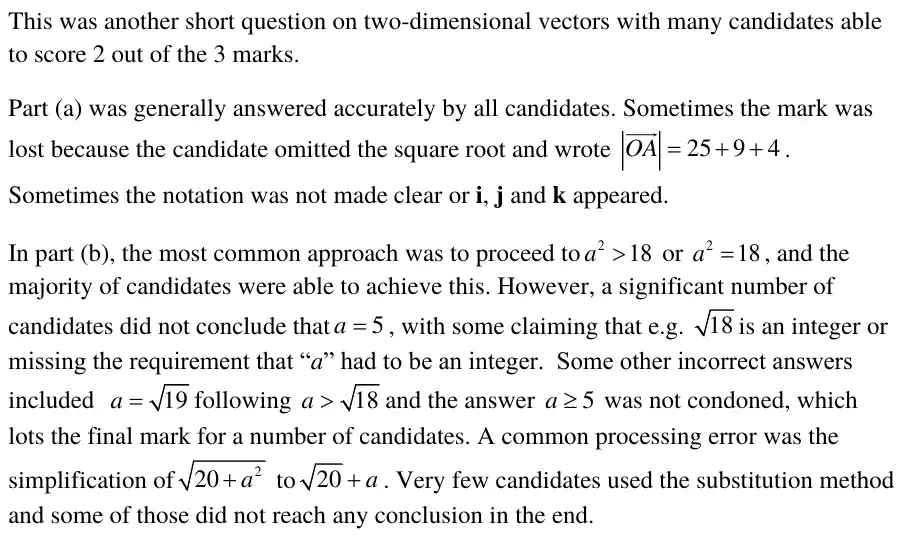 This was another short question on two-dimensional vectors with many candidates able
to score 2 out of the 3 marks.
Part (a) was generally answered accurately by all candidates. Sometimes the mark was
lost because the candidate omitted the square root and wrote |\overrightarrow{OA}| = 25+9+4.
Sometimes the notation was not made clear or i, j and k appeared.
In part (b), the most common approach was to proceed to a² >18 or a² =18, and the
majority of candidates were able to achieve this. However, a significant number of
candidates did not conclude that a = 5, with some claiming that e.g. √18 is an integer or
missing the requirement that “a” had to be an integer. Some other incorrect answers
included a = √19 following a > √18 and the answer a ≥ 5 was not condoned, which
lots the final mark for a number of candidates. A common processing error was the
simplification of √(20+a²) to √20 + a. Very few candidates used the substitution method
and some of those did not reach any conclusion in the end.